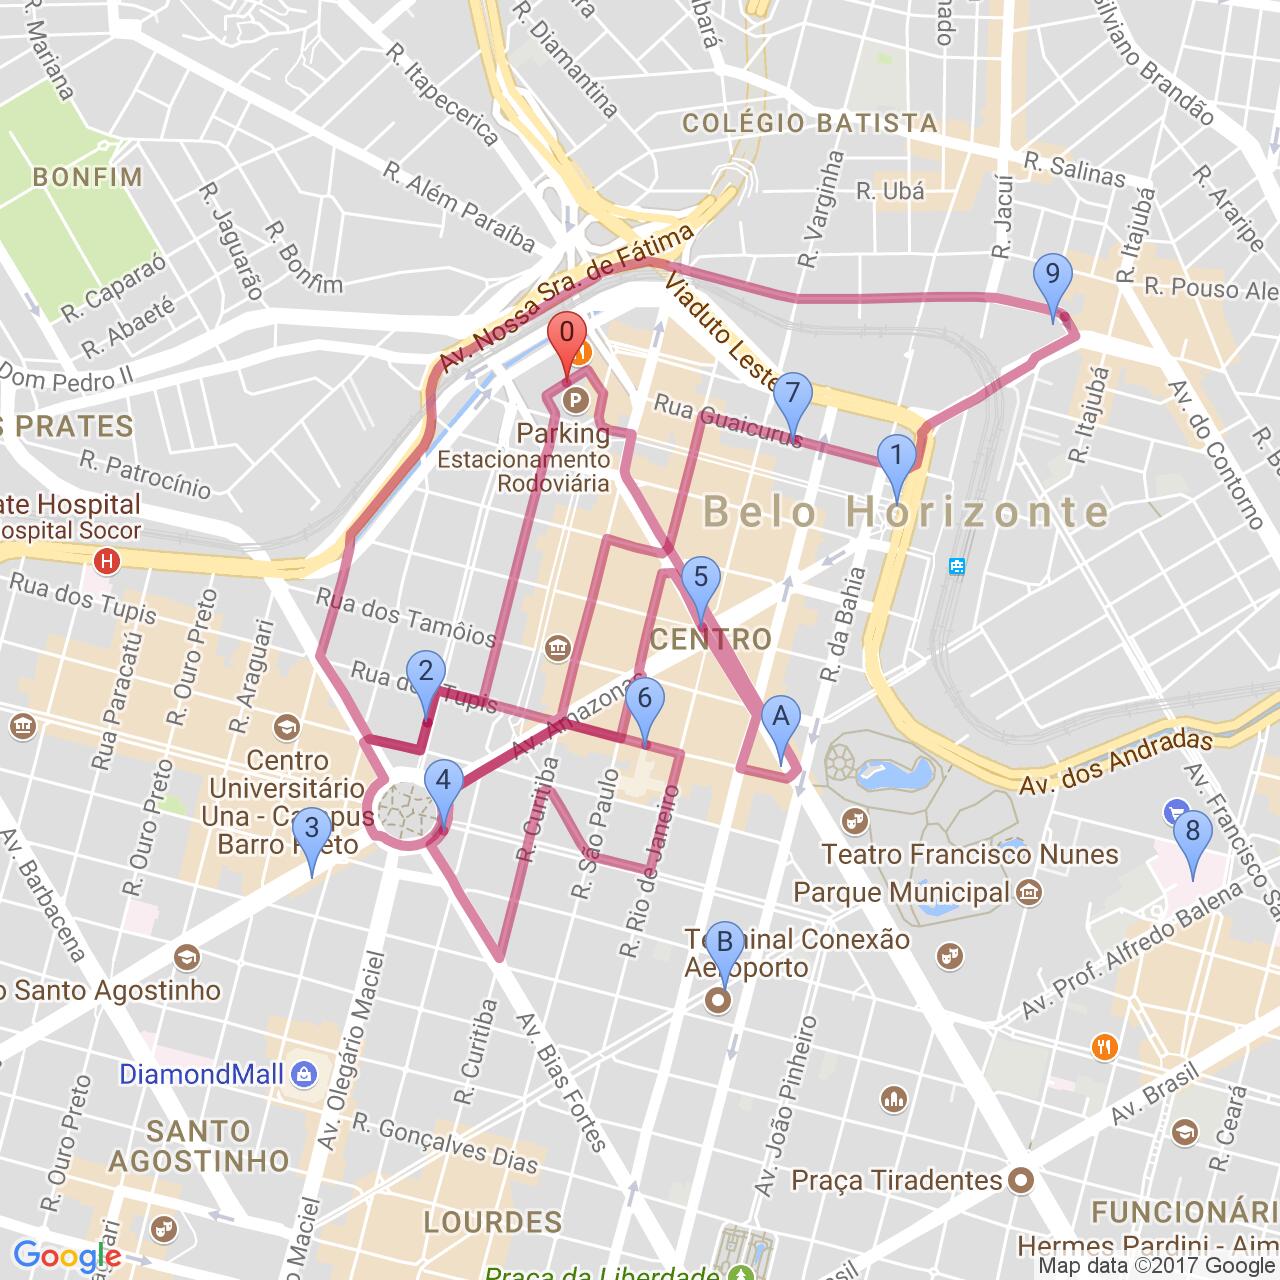 R. Mariana
R. Diamantina
R. Itapecerica
Silviano Brandão
COLÉGIO BATISTA
BONFIM
R. Além Paraíba
R. Salinas
R. Ubá
R. Varginha
R. Jacuí
R. Itajubá
R. Araripe
R. Jaguarão
R. Bonfim
R. Caparaó
R. Abaeté
Av. Nossa Sra. de Fátima
9
R. Pouso Ale
Viaduto Leste
0
Dom Pedro II
7
Rua Guaicurus
R. Itajubá
Av. do Contorno
S PRATES
Parking
Estacionamento
Rodoviária
P
R. Patrocínio
1
ate Hospital
ospital Socor
H
Belo Horizonte
Rua dos Tupis
Rua dos Tamôios
5
CENTRO
R. da Bahia
R. Ouro Preto
R. Araguari
Rua Paracatú
2
Rua dos Tupis
6
Av. Amazonas
A
Centro
Universitário
Una - Campus
Barro Preto
4
3
R. Ouro Preto
R. Curitiba
R. São Paulo
R. Rio de Janeiro
Av. dos Andradas
Av. Francisco Sa
8
Teatro Francisco Nunes
Parque Municipal
Av. Barbacena
Av. Prof. Alfredo Balena
B
Terminal Conexão
Aeroporto
o Santo Agostinho
Av. Olegário Maciel
R. Curitiba
Av. Bias Fortes
Av. João Pinheiro
DiamondMall
Av. Brasil
R. Ceará
R. Ouro Preto
SANTO
AGOSTINHO
R. Gonçalves Dias
Praça Tiradentes
LOURDES
FUNCIONÁRI
Hermes Pardini - Aim
Maciel
Google
Praça da Liberdade
Map data ©2017 Google